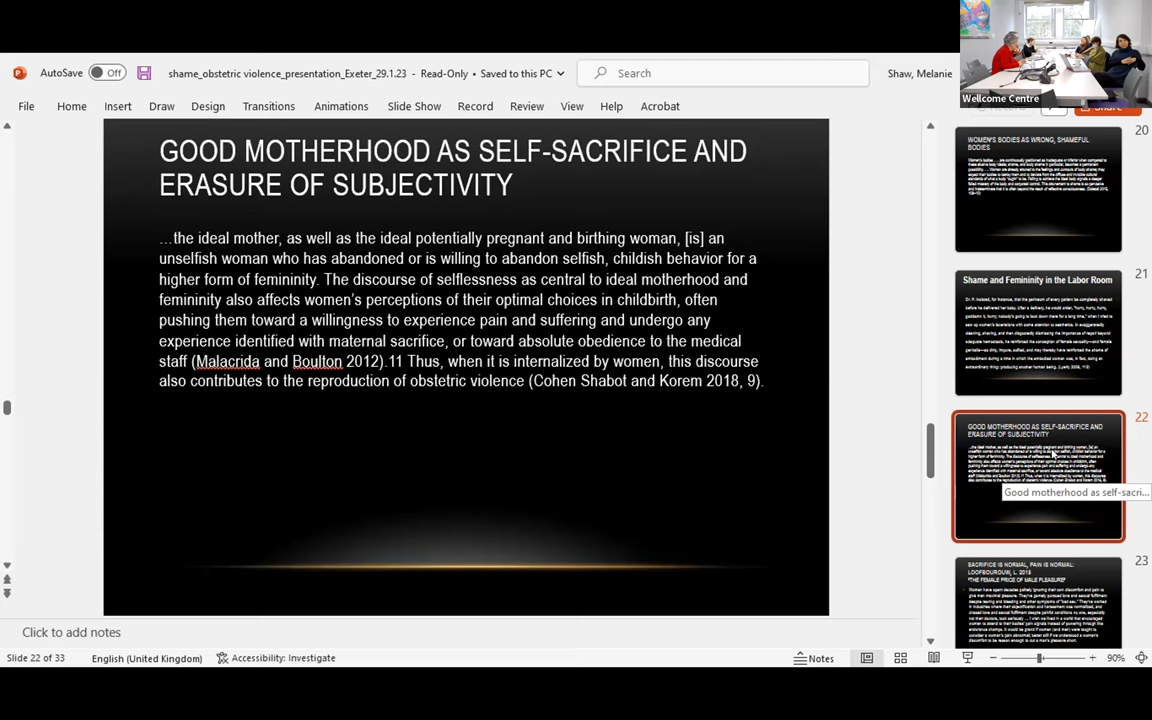 AutoSave Off shame_obstetric violence_presentation_Exeter_29.1.23 - Read-Only • Saved to this PC Search Shaw, Melanie
Wellcome Centre
File Home Insert Draw Design Transitions Animations Slide Show Record Review View Help Acrobat
GOOD MOTHERHOOD AS SELF-SACRIFICE AND
ERASURE OF SUBJECTIVITY
…the ideal mother, as well as the ideal potentially pregnant and birthing woman, [is] an
unselfish woman who has abandoned or is willing to abandon selfish, childish behavior for a
higher form of femininity. The discourse of selflessness as central to ideal motherhood and
femininity also affects women's perceptions of their optimal choices in childbirth, often
pushing them toward a willingness to experience pain and suffering and undergo any
experience identified with maternal sacrifice, or toward absolute obedience to the medical
staff (Malacrida and Boulton 2012).11 Thus, when it is internalized by women, this discourse
also contributes to the reproduction of obstetric violence (Cohen Shabot and Korem 2018, 9).
20
WOMEN'S BODIES AS WRONG, SHAMEFUL
BODIES
21
Shame and Femininity in the Labor Room
22
GOOD MOTHERHOOD AS SELF-SACRIFICE AND
ERASURE OF SUBJECTIVITY
Good motherhood as self-sacri...
23
SACRIFICE IS NORMAL, PAIN IS NORMAL:
LOOFBOUROUW, L. 2018
"THE FEMALE PRICE OF MALE PLEASURE"
Click to add notes
Slide 22 of 33 English (United Kingdom) Accessibility: Investigate Notes 90%